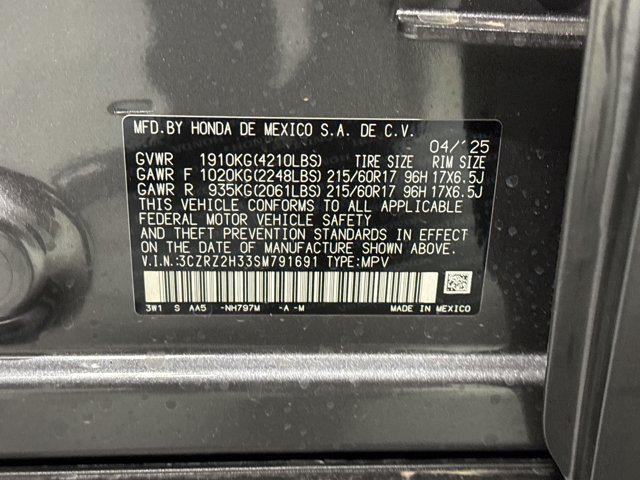 MFD.BY HONDA DE MEXICO S.A. DE C.V.
04/'25
GVWR 1910KG(4210LBS) TIRE SIZE RIM SIZE
GAWR F 1020KG(2248LBS) 215/60R17 96H 17X6.5J
GAWR R 935KG(2061LBS) 215/60R17 96H 17X6.5J
THIS VEHICLE CONFORMS TO ALL APPLICABLE
FEDERAL MOTOR VEHICLE SAFETY
AND THEFT PREVENTION STANDARDS IN EFFECT
ON THE DATE OF MANUFACTURE SHOWN ABOVE.
V.I.N.:3CZRZ2H33SM791691 TYPE:MPV
3W1 S AA5 -NH797M -A -M MADE IN MEXICO